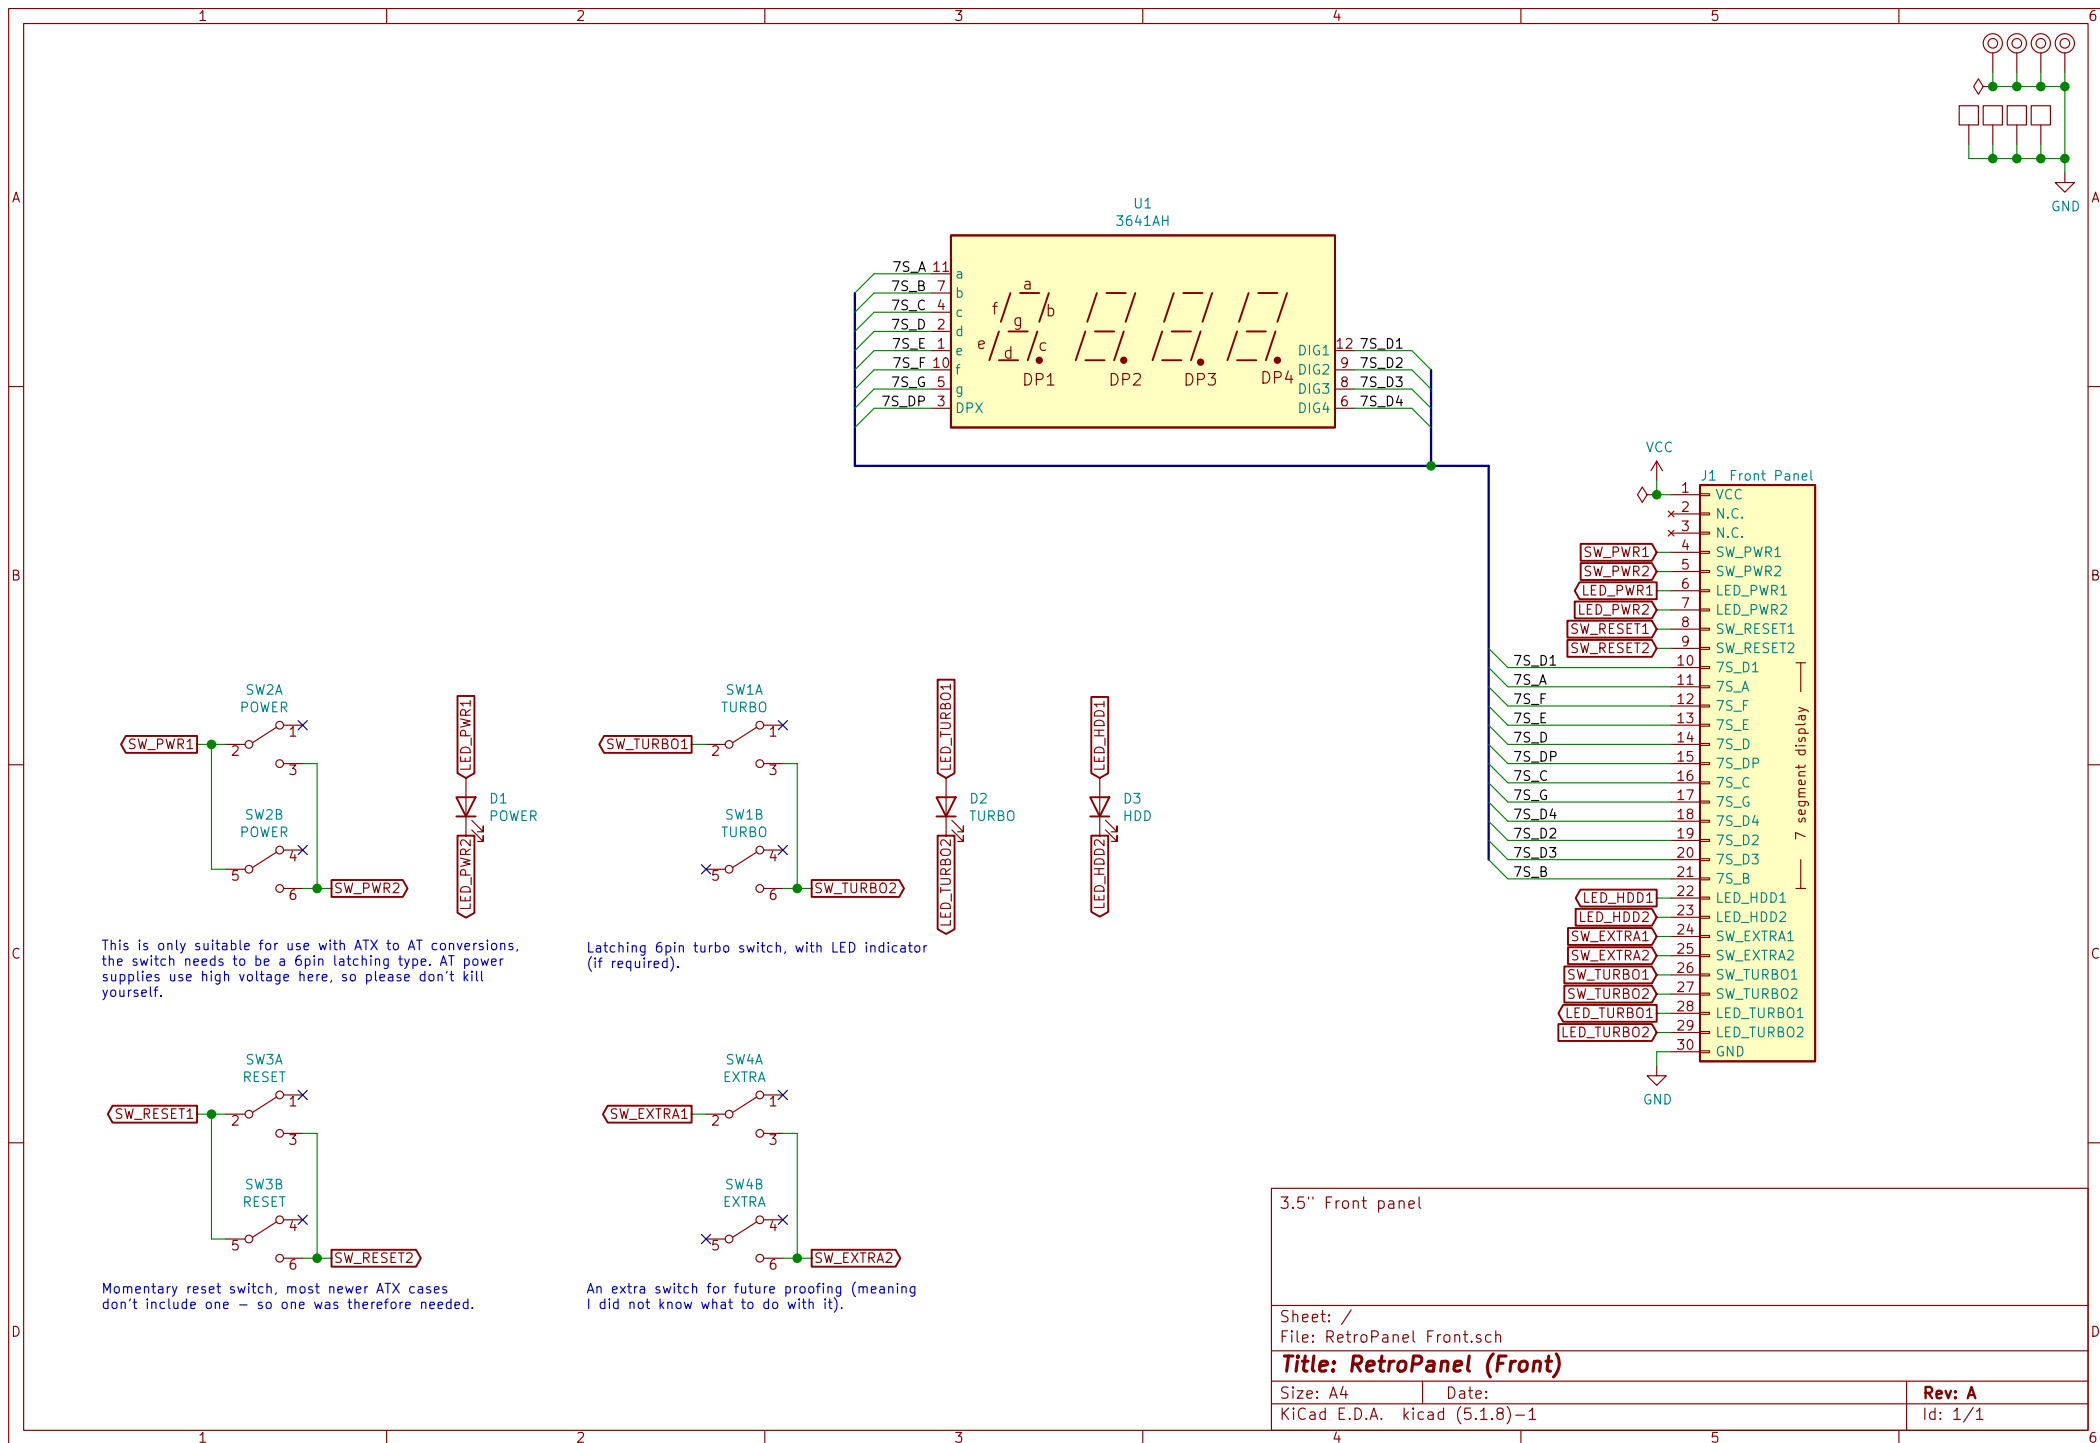 1 2 3 4 5 6
A
B
C
D
A
B
C
D
1 2 3 4 5 6
GND
U1
3641AH
7S_A 11 a
7S_B 7 b
7S_C 4 c
7S_D 2 d
7S_E 1 e
7S_F 10 f
7S_G 5 g
7S_DP 3 DPX
a
f b
g
e d c
DP1 DP2 DP3 DP4
DIG1 12 7S_D1
DIG2 9 7S_D2
DIG3 8 7S_D3
DIG4 6 7S_D4
VCC
J1 Front Panel
1 VCC
2 N.C.
3 N.C.
SW_PWR1 4 SW_PWR1
SW_PWR2 5 SW_PWR2
LED_PWR1 6 LED_PWR1
LED_PWR2 7 LED_PWR2
SW_RESET1 8 SW_RESET1
SW_RESET2 9 SW_RESET2
7S_D1 10 7S_D1
7S_A 11 7S_A
7S_F 12 7S_F
7S_E 13 7S_E
7S_D 14 7S_D
7S_DP 15 7S_DP
7S_C 16 7S_C
7S_G 17 7S_G
7S_D4 18 7S_D4
7S_D2 19 7S_D2
7S_D3 20 7S_D3
7S_B 21 7S_B
LED_HDD1 22 LED_HDD1
LED_HDD2 23 LED_HDD2
SW_EXTRA1 24 SW_EXTRA1
SW_EXTRA2 25 SW_EXTRA2
SW_TURBO1 26 SW_TURBO1
SW_TURBO2 27 SW_TURBO2
LED_TURBO1 28 LED_TURBO1
LED_TURBO2 29 LED_TURBO2
30 GND
7 segment display
GND
SW2A
POWER
SW_PWR1 2 1
3
SW2B
POWER
5 4
6 SW_PWR2
LED_PWR1
D1
POWER
LED_PWR2
This is only suitable for use with ATX to AT conversions,
the switch needs to be a 6pin latching type. AT power
supplies use high voltage here, so please don't kill
yourself.
SW1A
TURBO
SW_TURBO1 2 1
3
SW1B
TURBO
5 4
6 SW_TURBO2
LED_TURBO1
D2
TURBO
LED_TURBO2
LED_HDD1
D3
HDD
LED_HDD2
Latching 6pin turbo switch, with LED indicator
(if required).
SW3A
RESET
SW_RESET1 2 1
3
SW3B
RESET
5 4
6 SW_RESET2
Momentary reset switch, most newer ATX cases
don't include one – so one was therefore needed.
SW4A
EXTRA
SW_EXTRA1 2 1
3
SW4B
EXTRA
5 4
6 SW_EXTRA2
An extra switch for future proofing (meaning
I did not know what to do with it).
3.5" Front panel
Sheet: /
File: RetroPanel Front.sch
Title: RetroPanel (Front)
Size: A4 Date: Rev: A
KiCad E.D.A. kicad (5.1.8)-1 Id: 1/1